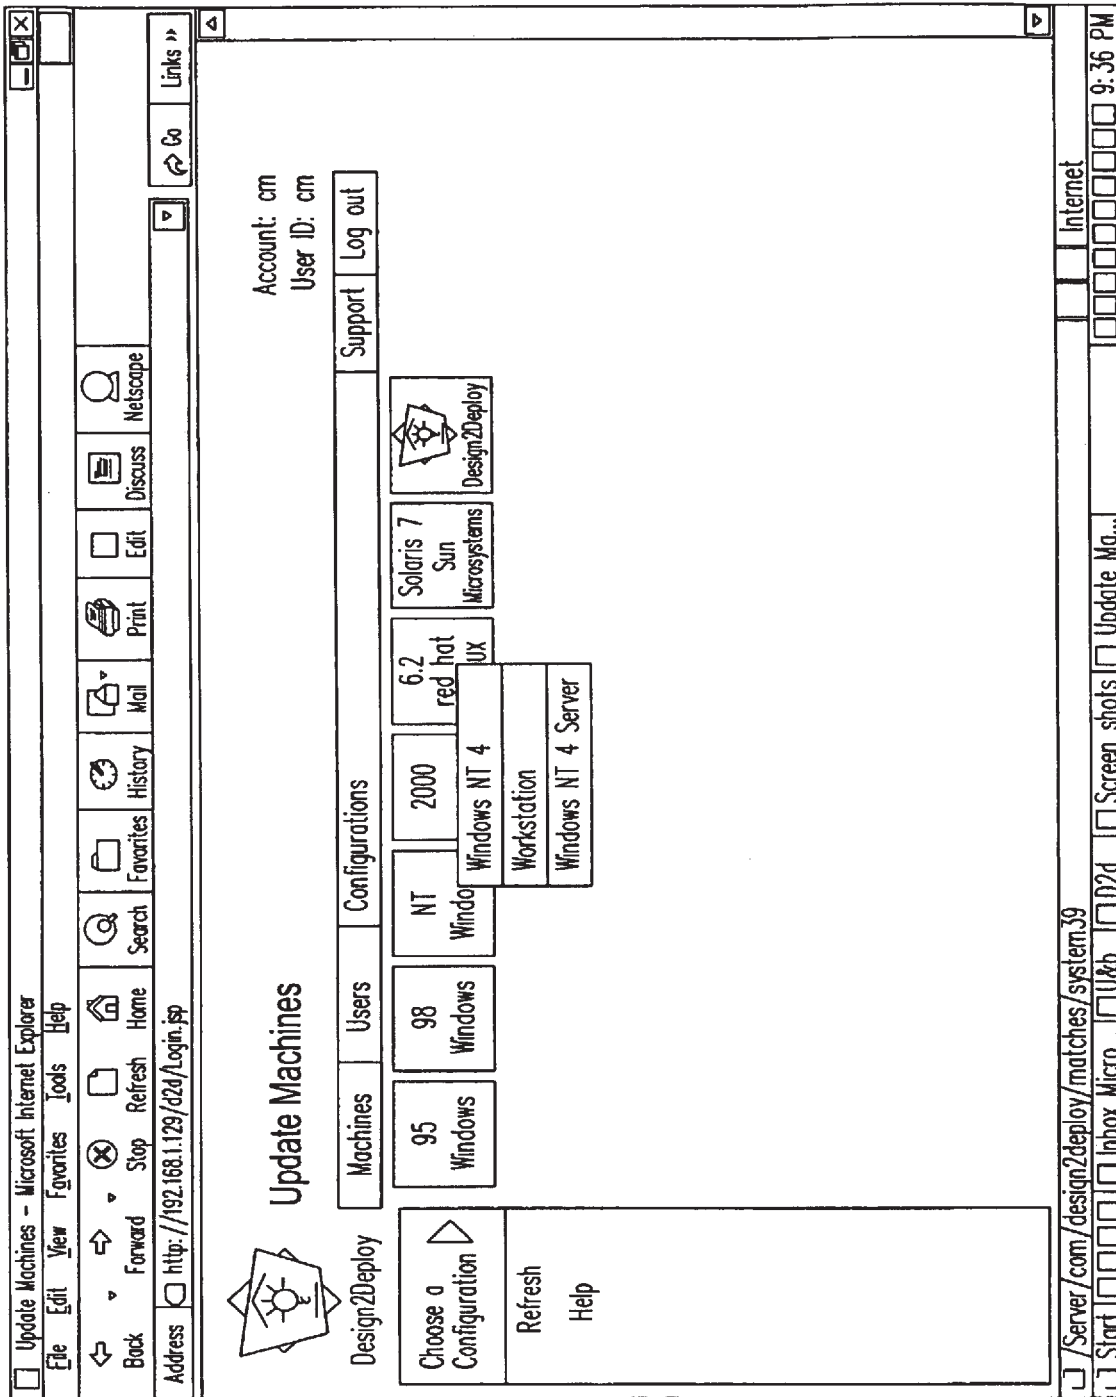 Update Machines - Microsoft Internet Explorer
File Edit View Favorites Tools Help
Back Forward Stop Refresh Home Search Favorites History Mail Print Edit Discuss Netscape
Address http://192.168.1.129/d2d/Login.jsp Go Links »
Design2Deploy
Update Machines
Account: cm
User ID: cm
Machines Users Configurations Support Log out
Choose a
Configuration
Refresh
Help
95
Windows
98
Windows
NT
Windo
2000
6.2
red hat
ux
Solaris 7
Sun
Microsystems
Design2Deploy
Windows NT 4
Workstation
Windows NT 4 Server
/Server/com/design2deploy/matches/system39 Internet
Start Inbox Micro... U&b D2d Screen shots Update Ma... 9:36 PM